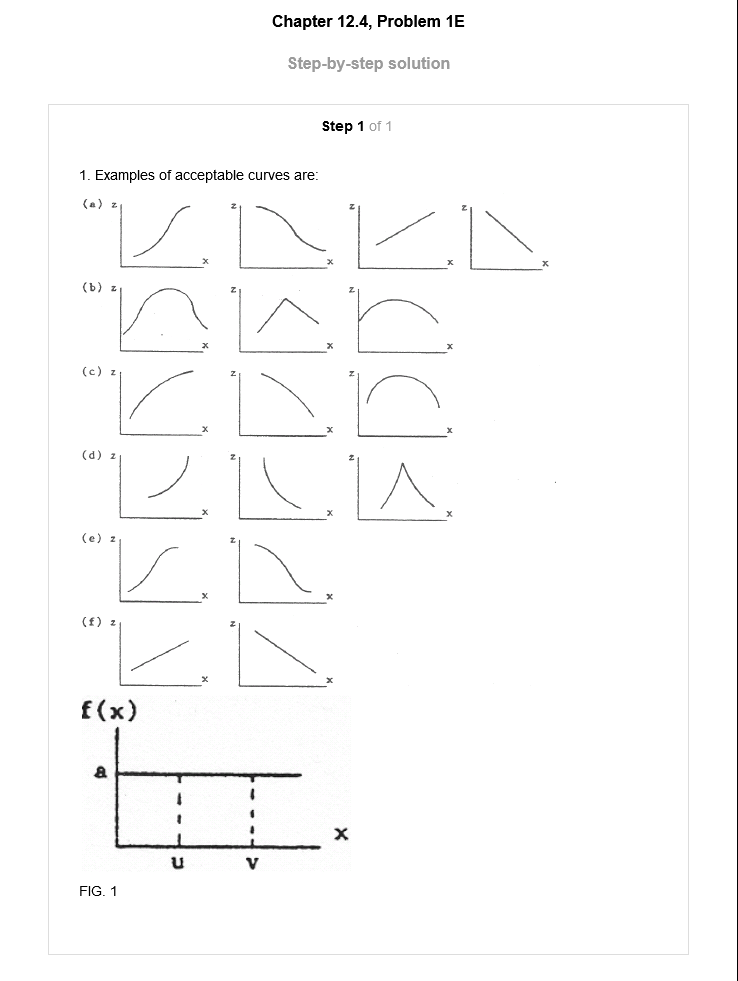 Chapter 12.4, Problem 1E
Step-by-step solution
Step 1 of 1
1. Examples of acceptable curves are:
(a) z x z x z x z x
(b) z x z x z x
(c) z x z x z x
(d) z x z x z x
(e) z x z x
(f) z x z x
f(x)
a
x
u v
FIG. 1